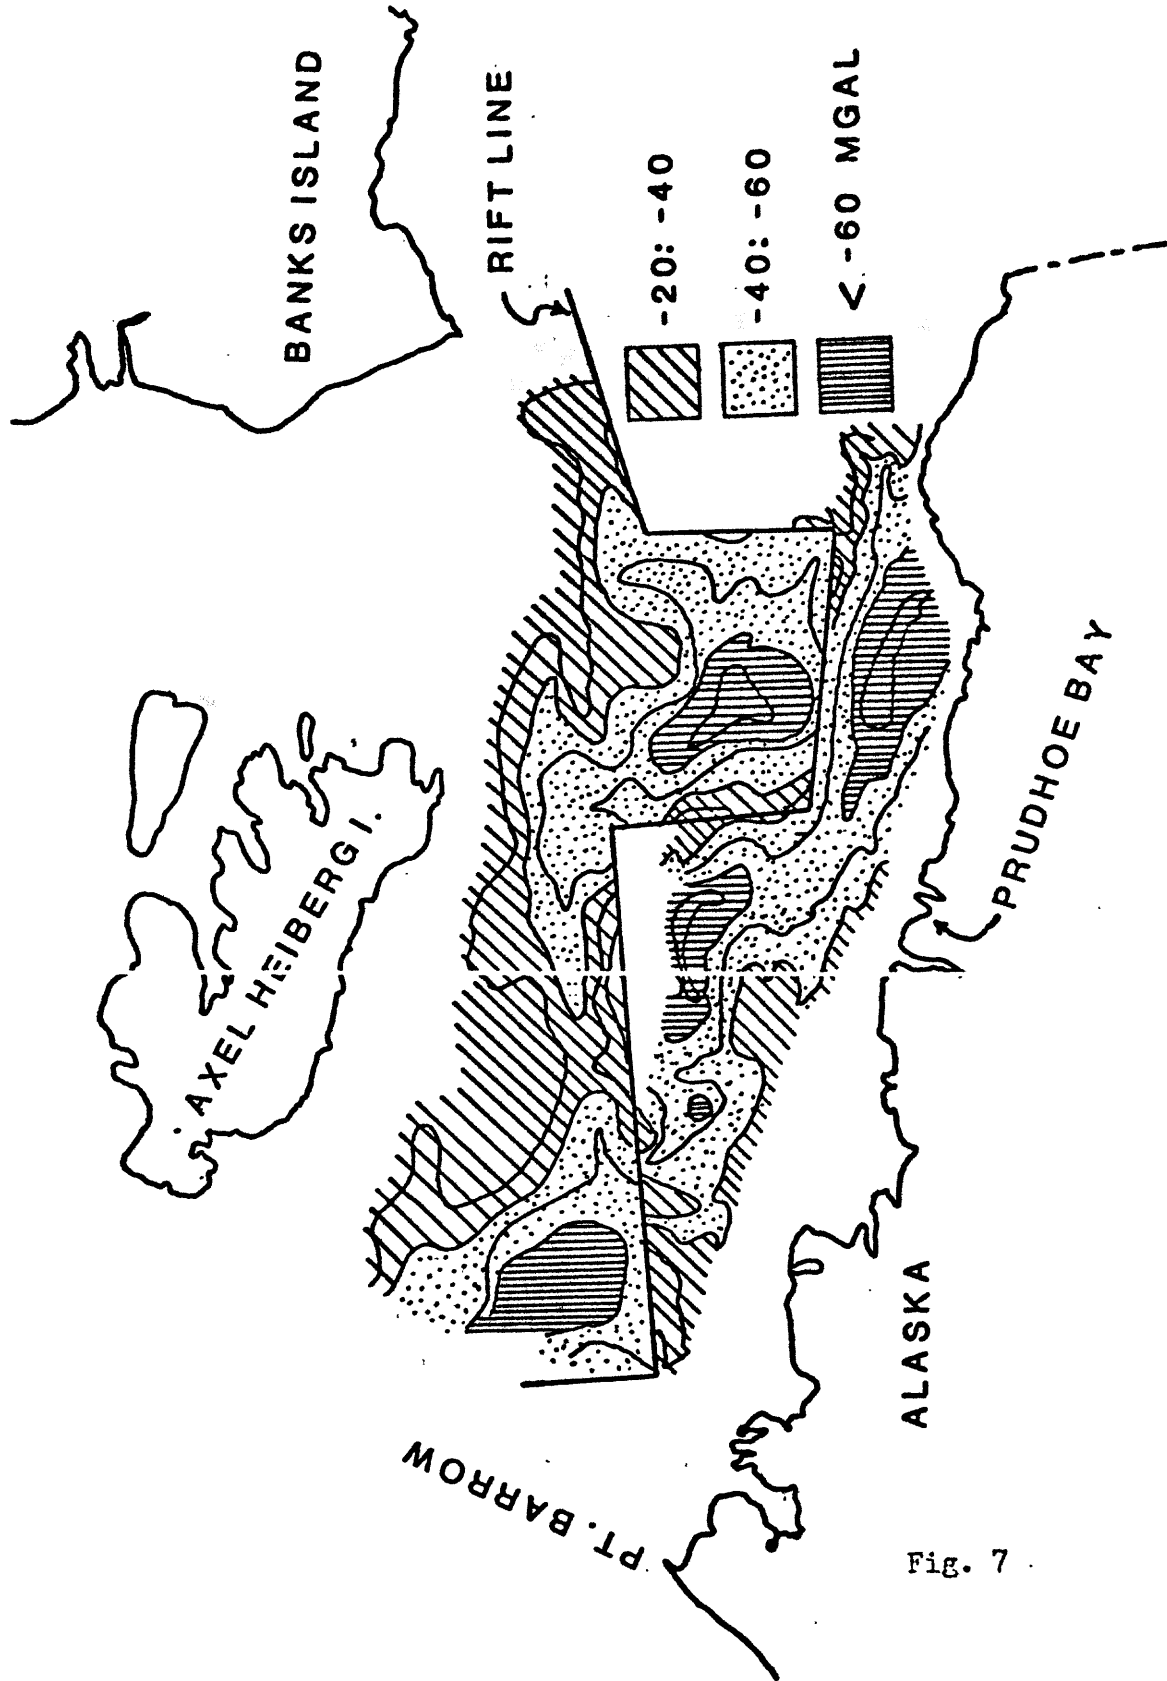 BANKS ISLAND
RIFT LINE
-20: -40
-40: -60
< -60 MGAL
AXEL HEIBERG I.
PRUDHOE BAY
ALASKA
PT. BARROW
Fig. 7